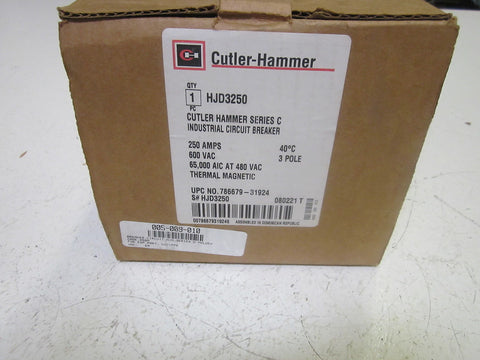 Cutler-Hammer
QTY
1 HJD3250
PC
CUTLER HAMMER SERIES C
INDUSTRIAL CIRCUIT BREAKER
250 AMPS 40°C
600 VAC 3 POLE
65,000 AIC AT 480 VAC
THERMAL MAGNETIC
UPC NO. 786679-31924
S# HJD3250 080221 T
ASSEMBLED IN DOMINICAN REPUBLIC
005-089-010